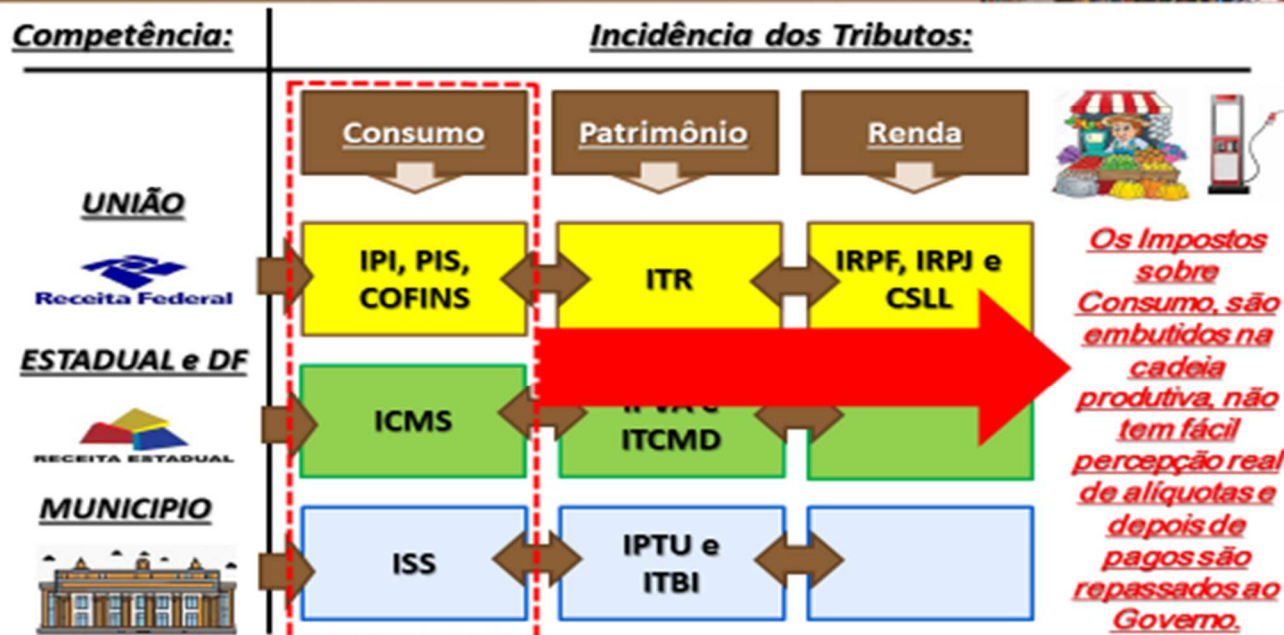 Competência:
Incidência dos Tributos:
Consumo
Patrimônio
Renda
UNIÃO
Receita Federal
IPI, PIS,
COFINS
ITR
IRPF, IRPJ e
CSLL
ESTADUAL e DF
RECEITA ESTADUAL
ICMS
ITCMD
MUNICIPIO
ISS
IPTU e
ITBI
Os Impostos
sobre
Consumo, são
embutidos na
cadeia
produtiva, não
tem fácil
percepção real
de alíquotas e
depois de
pagos são
repassados ao
Governo.